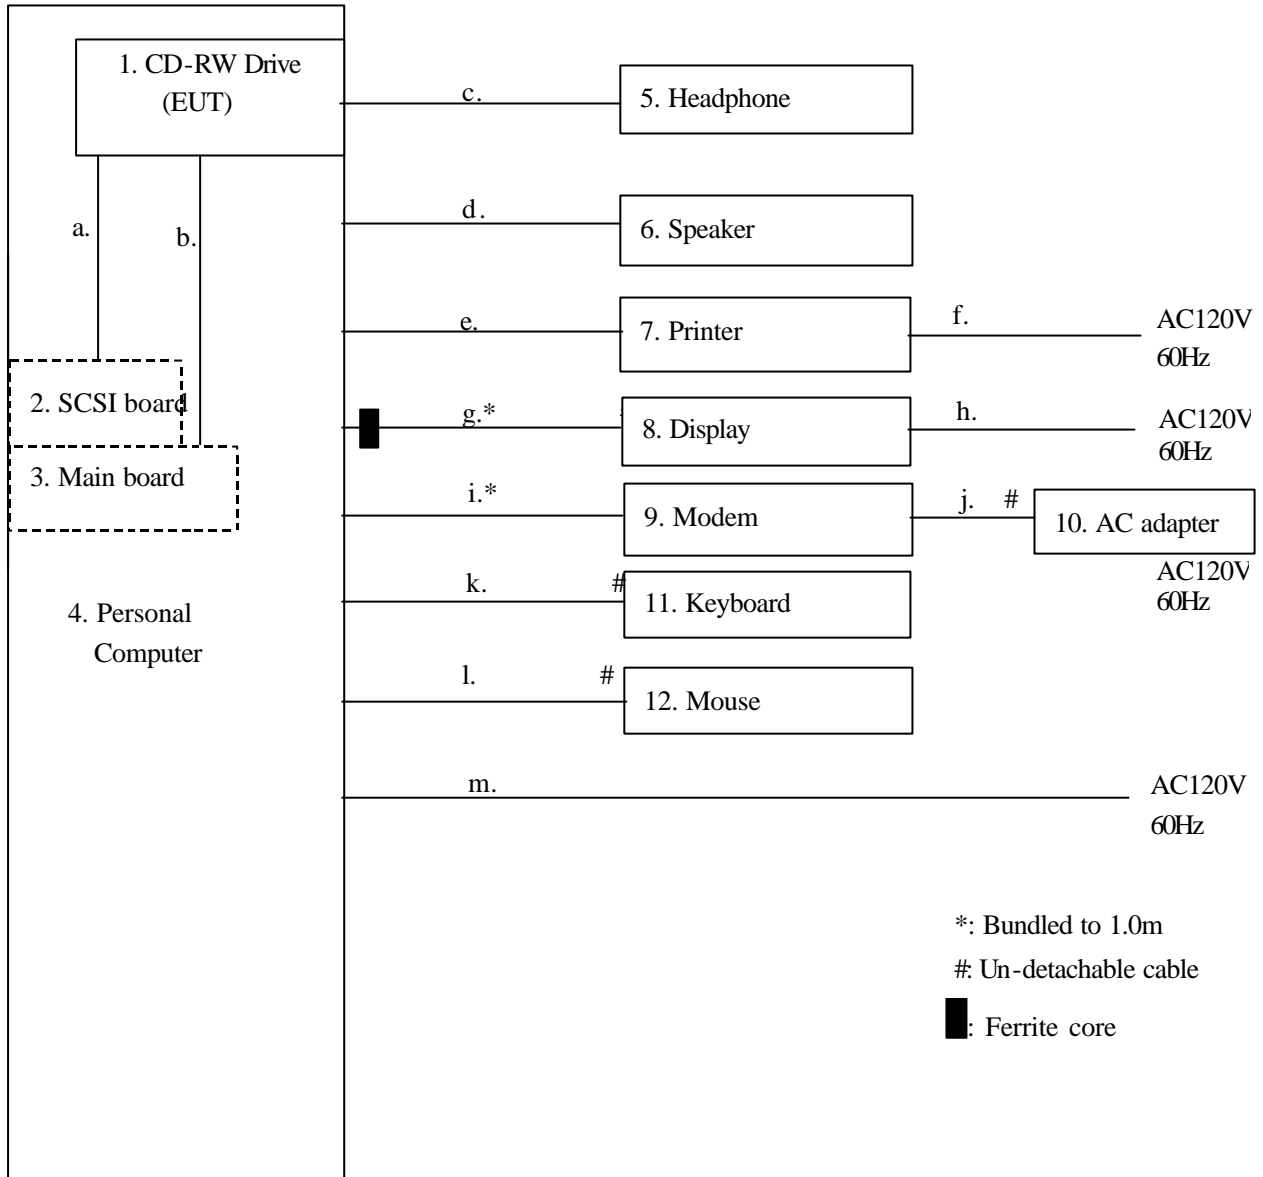 1. CD-RW Drive
(EUT)
c.
5. Headphone
a.
b.
d.
6. Speaker
e.
7. Printer
f.
AC120V
60Hz
2. SCSI board
g.*
8. Display
h.
AC120V
60Hz
3. Main board
i.*
9. Modem
j.
#
10. AC adapter
AC120V
60Hz
k.
#
11. Keyboard
4. Personal
Computer
l.
#
12. Mouse
m.
AC120V
60Hz
*: Bundled to 1.0m
#: Un-detachable cable
: Ferrite core